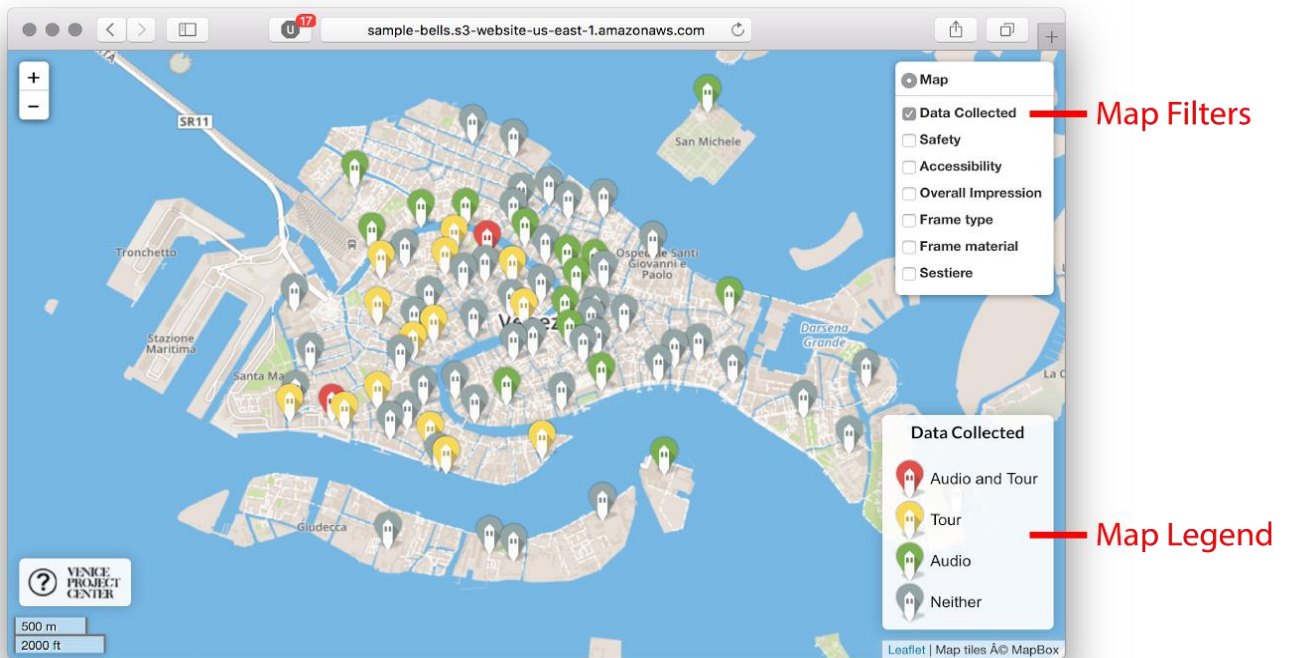 17
U
sample-bells.s3-website-us-east-1.amazonaws.com
+
+
−
SR11
San Michele
Map
Data Collected
Safety
Accessibility
Overall Impression
Frame type
Frame material
Sestiere
Map Filters
Tronchetto
Ospedale Santi
Giovanni e
Paolo
Stazione
Marittima
Darsena
Grande
Santa Ma
La C
Giudecca
Data Collected
Audio and Tour
Tour
Audio
Neither
Map Legend
?
VENICE
PROJECT
CENTER
500 m
2000 ft
Leaflet | Map tiles Â© MapBox